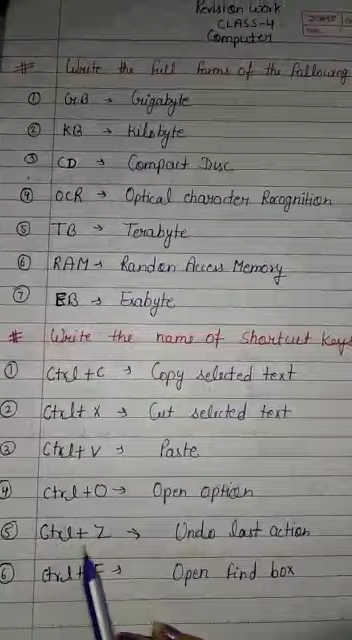 Revision Work
CLASS-4
Computer
# Write the full forms of the following
① GB → Gigabyte
② KB → Kilobyte
③ CD → Compact Disc
④ OCR → Optical character Recognition
⑤ TB → Terabyte
⑥ RAM → Randon Access Memory
⑦ EB → Exabyte
# Write the name of shortcut keys
① Ctrl+C → Copy selected text
② Ctrl+X → Cut selected text
③ Ctrl+V → Paste
④ Ctrl+O → Open option
⑤ Ctrl+Z → Undo last action
⑥ Ctrl+F → Open find box